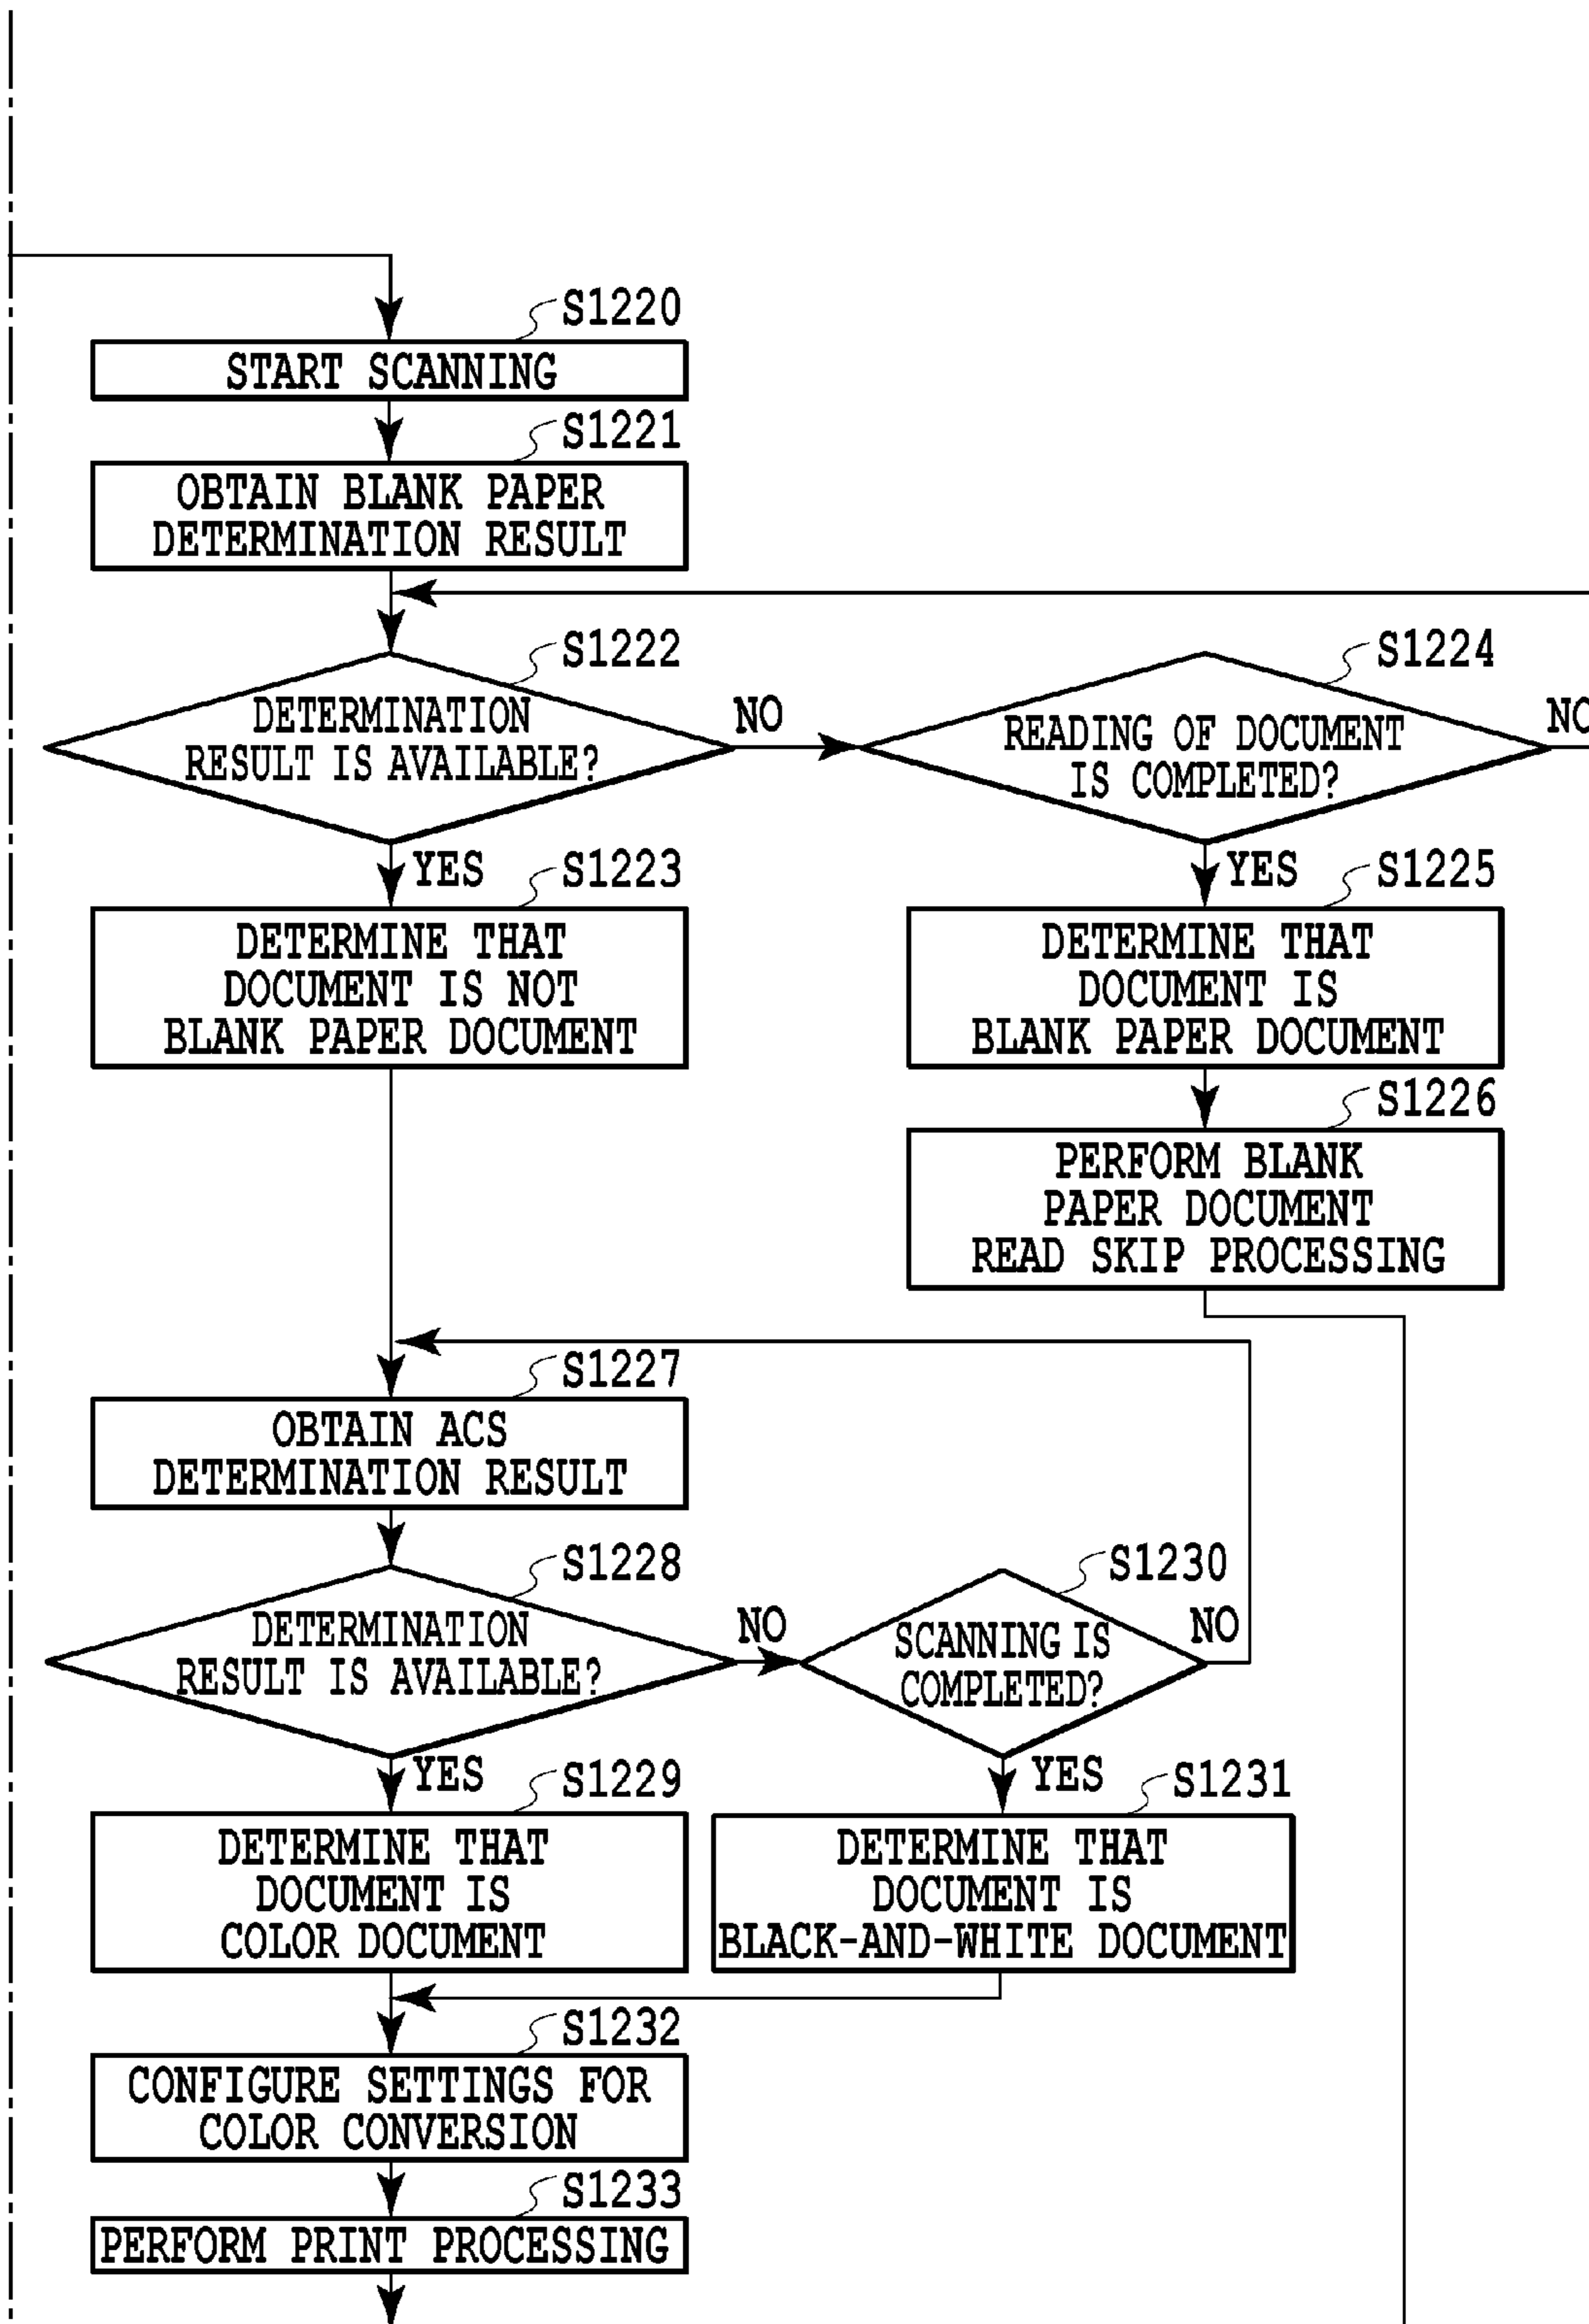 S1220
START SCANNING
S1221
OBTAIN BLANK PAPER
DETERMINATION RESULT
S1222
DETERMINATION
RESULT IS AVAILABLE?
NO
S1224
READING OF DOCUMENT
IS COMPLETED?
NO
YES
S1223
DETERMINE THAT
DOCUMENT IS NOT
BLANK PAPER DOCUMENT
YES
S1225
DETERMINE THAT
DOCUMENT IS
BLANK PAPER DOCUMENT
S1226
PERFORM BLANK
PAPER DOCUMENT
READ SKIP PROCESSING
S1227
OBTAIN ACS
DETERMINATION RESULT
S1228
DETERMINATION
RESULT IS AVAILABLE?
NO
S1230
SCANNING IS
COMPLETED?
NO
YES
S1229
DETERMINE THAT
DOCUMENT IS
COLOR DOCUMENT
YES
S1231
DETERMINE THAT
DOCUMENT IS
BLACK-AND-WHITE DOCUMENT
S1232
CONFIGURE SETTINGS FOR
COLOR CONVERSION
S1233
PERFORM PRINT PROCESSING